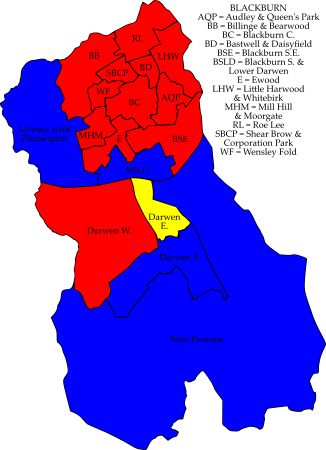 BLACKBURN
AQP = Audley & Queen's Park
BB = Billinge & Bearwood
BC = Blackburn C.
BD = Bastwell & Daisyfield
BSE = Blackburn S.E.
BSLD = Blackburn S. &
Lower Darwen
E = Ewood
LHW = Little Harwood
& Whitebirk
MHM = Mill Hill
& Moorgate
RL = Roe Lee
SBCP = Shear Brow &
Corporation Park
WF = Wensley Fold
RL
BB
LHW
BD
SBCP
WF
BC
AQP
Livesey with
Pleasington
MHM
E
BSE
BSLD
Darwen
E.
Darwen W.
Darwen S.
West Pennine